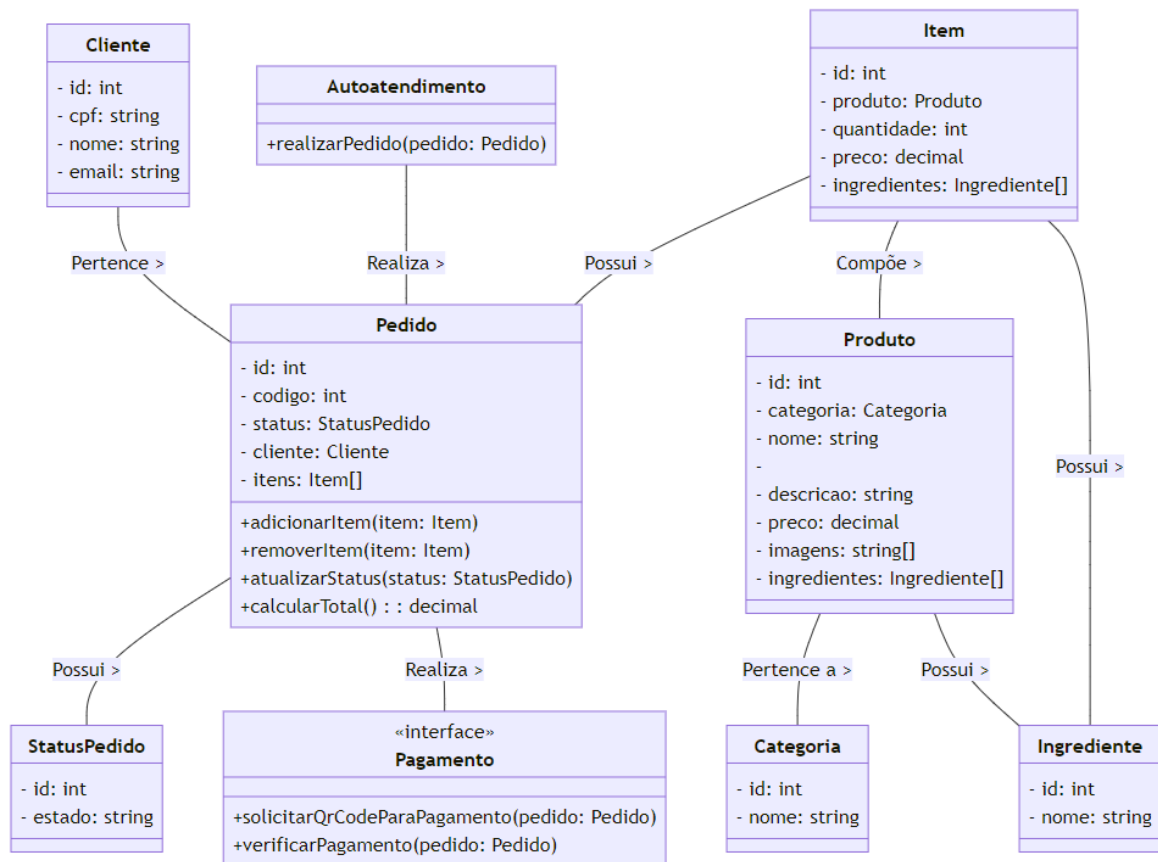 Cliente
- id: int
- cpf: string
- nome: string
- email: string
Autoatendimento
+realizarPedido(pedido: Pedido)
Item
- id: int
- produto: Produto
- quantidade: int
- preco: decimal
- ingredientes: Ingrediente[]
Pertence >
Realiza >
Possui >
Compõe >
Pedido
- id: int
- codigo: int
- status: StatusPedido
- cliente: Cliente
- itens: Item[]
+adicionarItem(item: Item)
+removerItem(item: Item)
+atualizarStatus(status: StatusPedido)
+calcularTotal() : : decimal
Produto
- id: int
- categoria: Categoria
- nome: string
-
- descricao: string
- preco: decimal
- imagens: string[]
- ingredientes: Ingrediente[]
Possui >
Possui >
Realiza >
Pertence a >
Possui >
StatusPedido
- id: int
- estado: string
«interface»
Pagamento
+solicitarQrCodeParaPagamento(pedido: Pedido)
+verificarPagamento(pedido: Pedido)
Categoria
- id: int
- nome: string
Ingrediente
- id: int
- nome: string